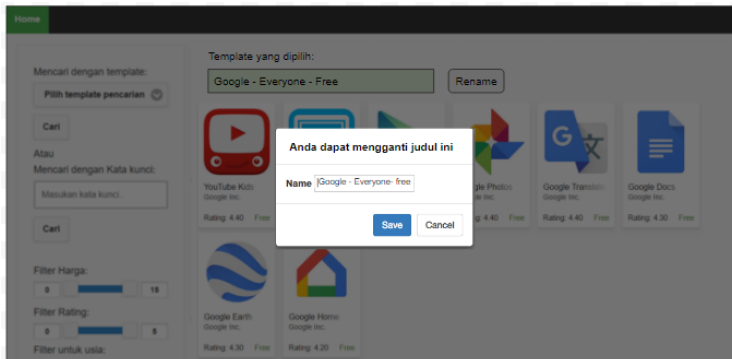 Home
Mencari dengan template:
Pilih template pencarian
Cari
Atau
Mencari dengan Kata kunci:
Masukan kata kunci..
Cari
Filter Harga:
0 15
Filter Rating:
0 5
Filter untuk usia:
Template yang dipilih:
Google - Everyone - Free
Rename
Anda dapat mengganti judul ini
Name Google - Everyone- free
Save Cancel
YouTube Kids
Google Inc.
Rating: 4.40 Free
gle Photos
le Inc.
g: 4.40 Free
Google Translate
Google Inc.
Rating: 4.40 Free
Google Docs
Google Inc.
Rating: 4.30 Free
Google Earth
Google Inc.
Rating: 4.30 Free
Google Home
Google Inc.
Rating: 4.20 Free